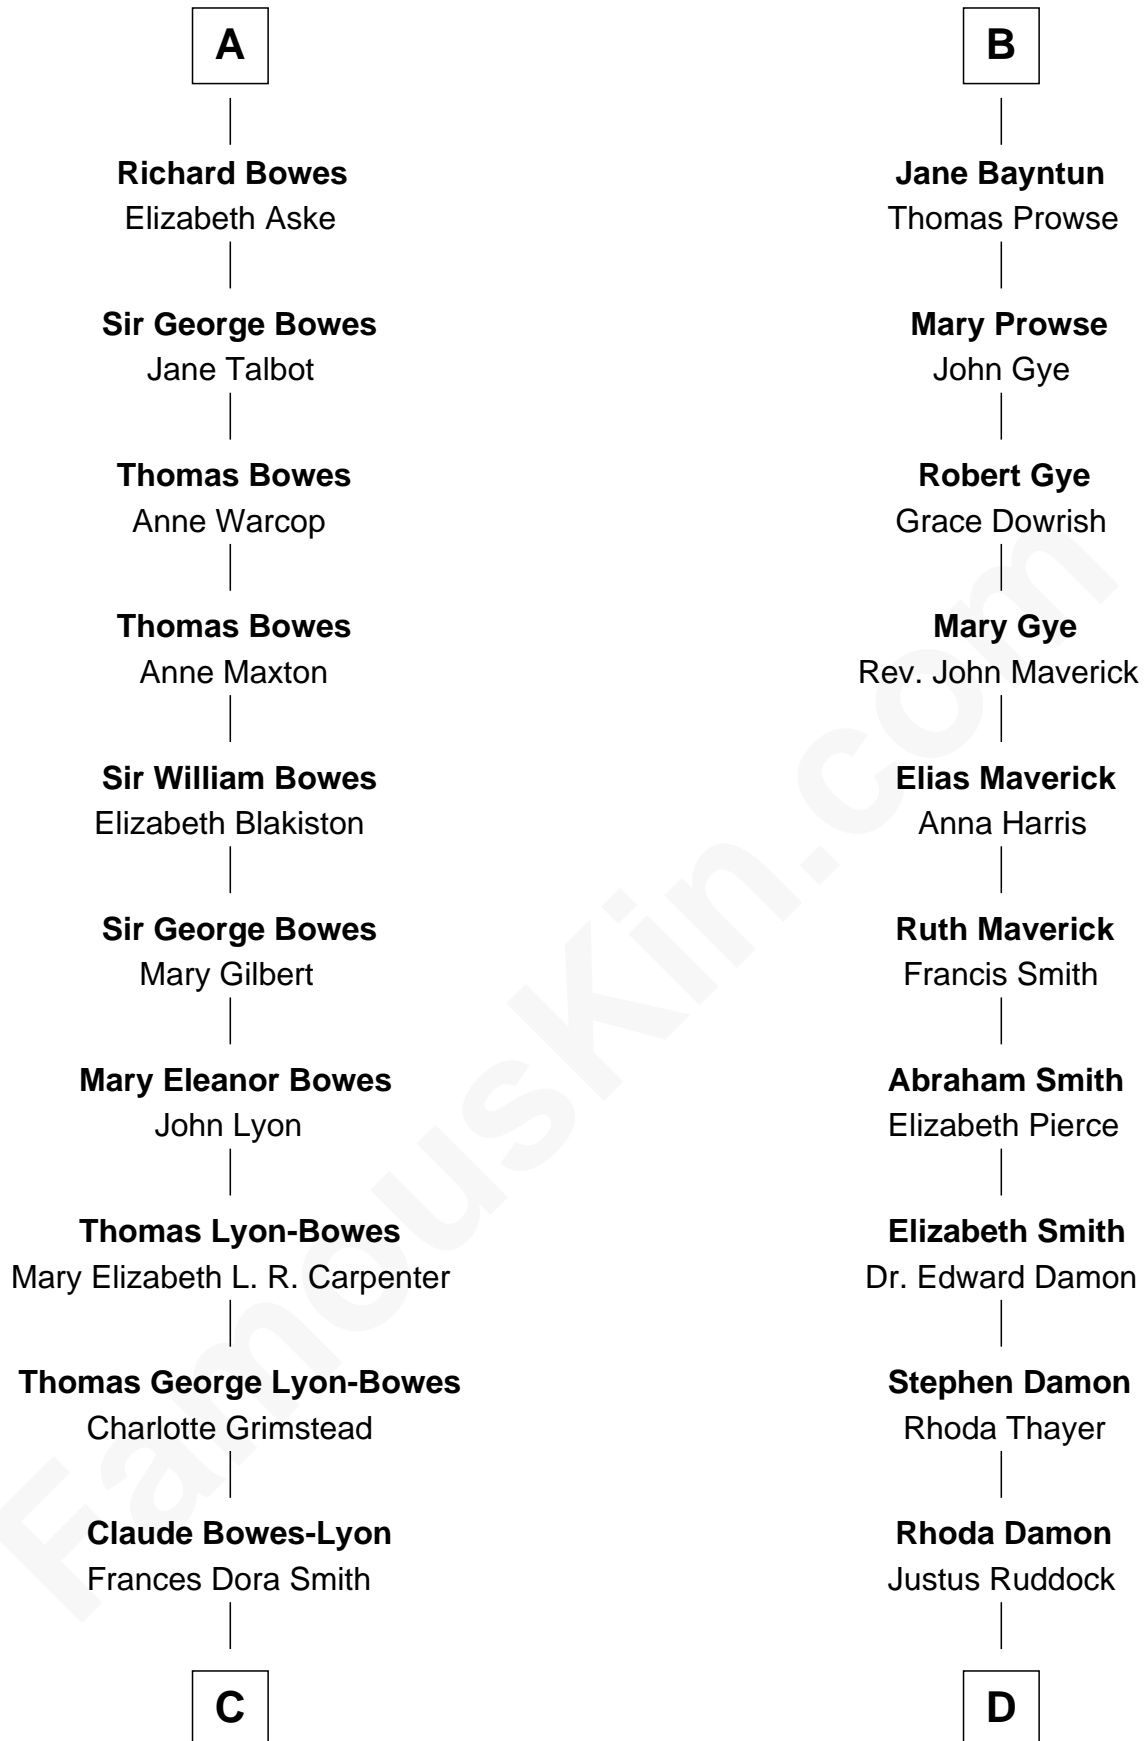 A
Richard Bowes
Elizabeth Aske
Sir George Bowes
Jane Talbot
Thomas Bowes
Anne Warcop
Thomas Bowes
Anne Maxton
Sir William Bowes
Elizabeth Blakiston
Sir George Bowes
Mary Gilbert
Mary Eleanor Bowes
John Lyon
Thomas Lyon-Bowes
Mary Elizabeth L. R. Carpenter
Thomas George Lyon-Bowes
Charlotte Grimstead
Claude Bowes-Lyon
Frances Dora Smith
C
B
Jane Bayntun
Thomas Prowse
Mary Prowse
John Gye
Robert Gye
Grace Dowrish
Mary Gye
Rev. John Maverick
Elias Maverick
Anna Harris
Ruth Maverick
Francis Smith
Abraham Smith
Elizabeth Pierce
Elizabeth Smith
Dr. Edward Damon
Stephen Damon
Rhoda Thayer
Rhoda Damon
Justus Ruddock
D
FamousKin.com